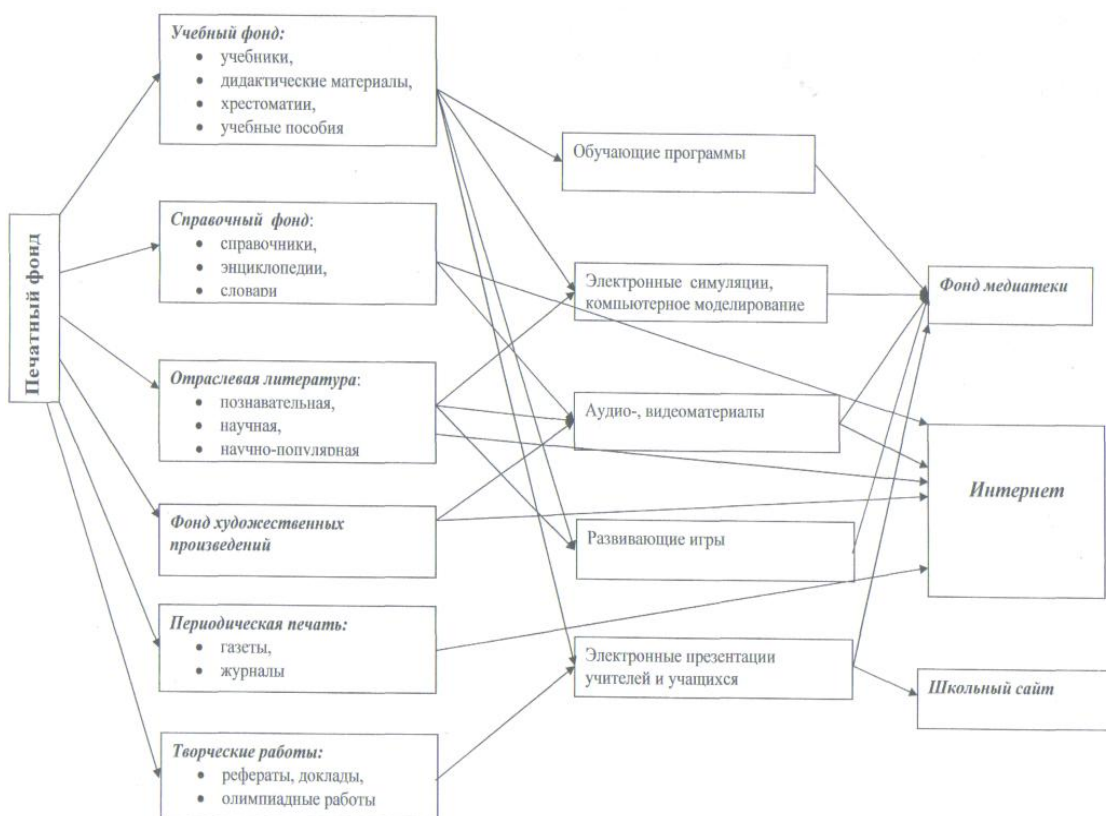 Печатный фонд
Учебный фонд:
• учебники,
• дидактические материалы,
• хрестоматии,
• учебные пособия
Справочный фонд:
• справочники,
• энциклопедии,
• словари
Отраслевая литература:
• познавательная,
• научная,
• научно-популярная
Фонд художественных
произведений
Периодическая печать:
• газеты,
• журналы
Творческие работы:
• рефераты, доклады,
• олимпиадные работы
Обучающие программы
Электронные симуляции,
компьютерное моделирование
Аудио-, видеоматериалы
Развивающие игры
Электронные презентации
учителей и учащихся
Фонд медиатеки
Интернет
Школьный сайт